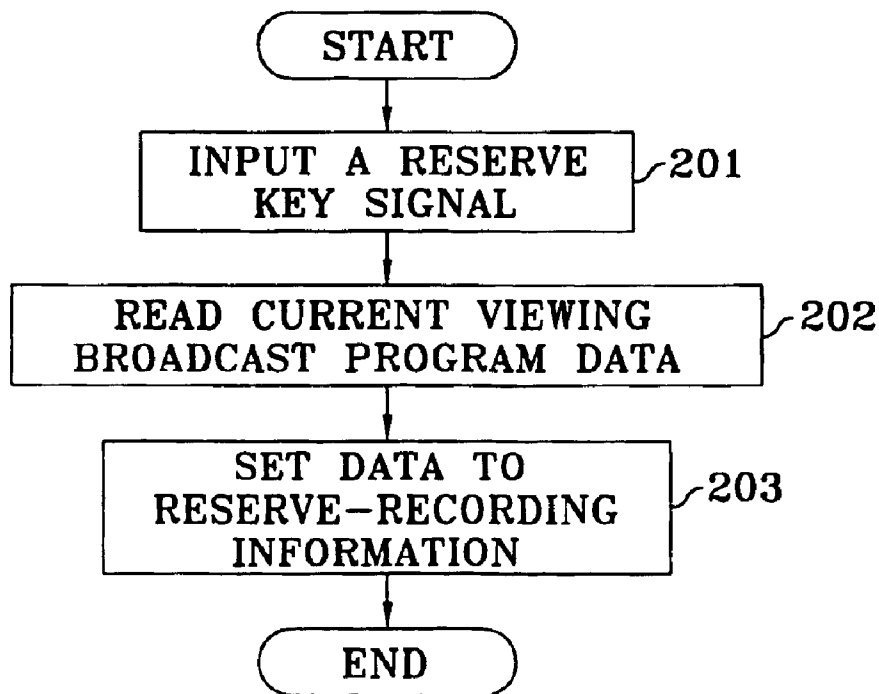 START
INPUT A RESERVE
KEY SIGNAL
201
READ CURRENT VIEWING
BROADCAST PROGRAM DATA
202
SET DATA TO
RESERVE-RECORDING
INFORMATION
203
END